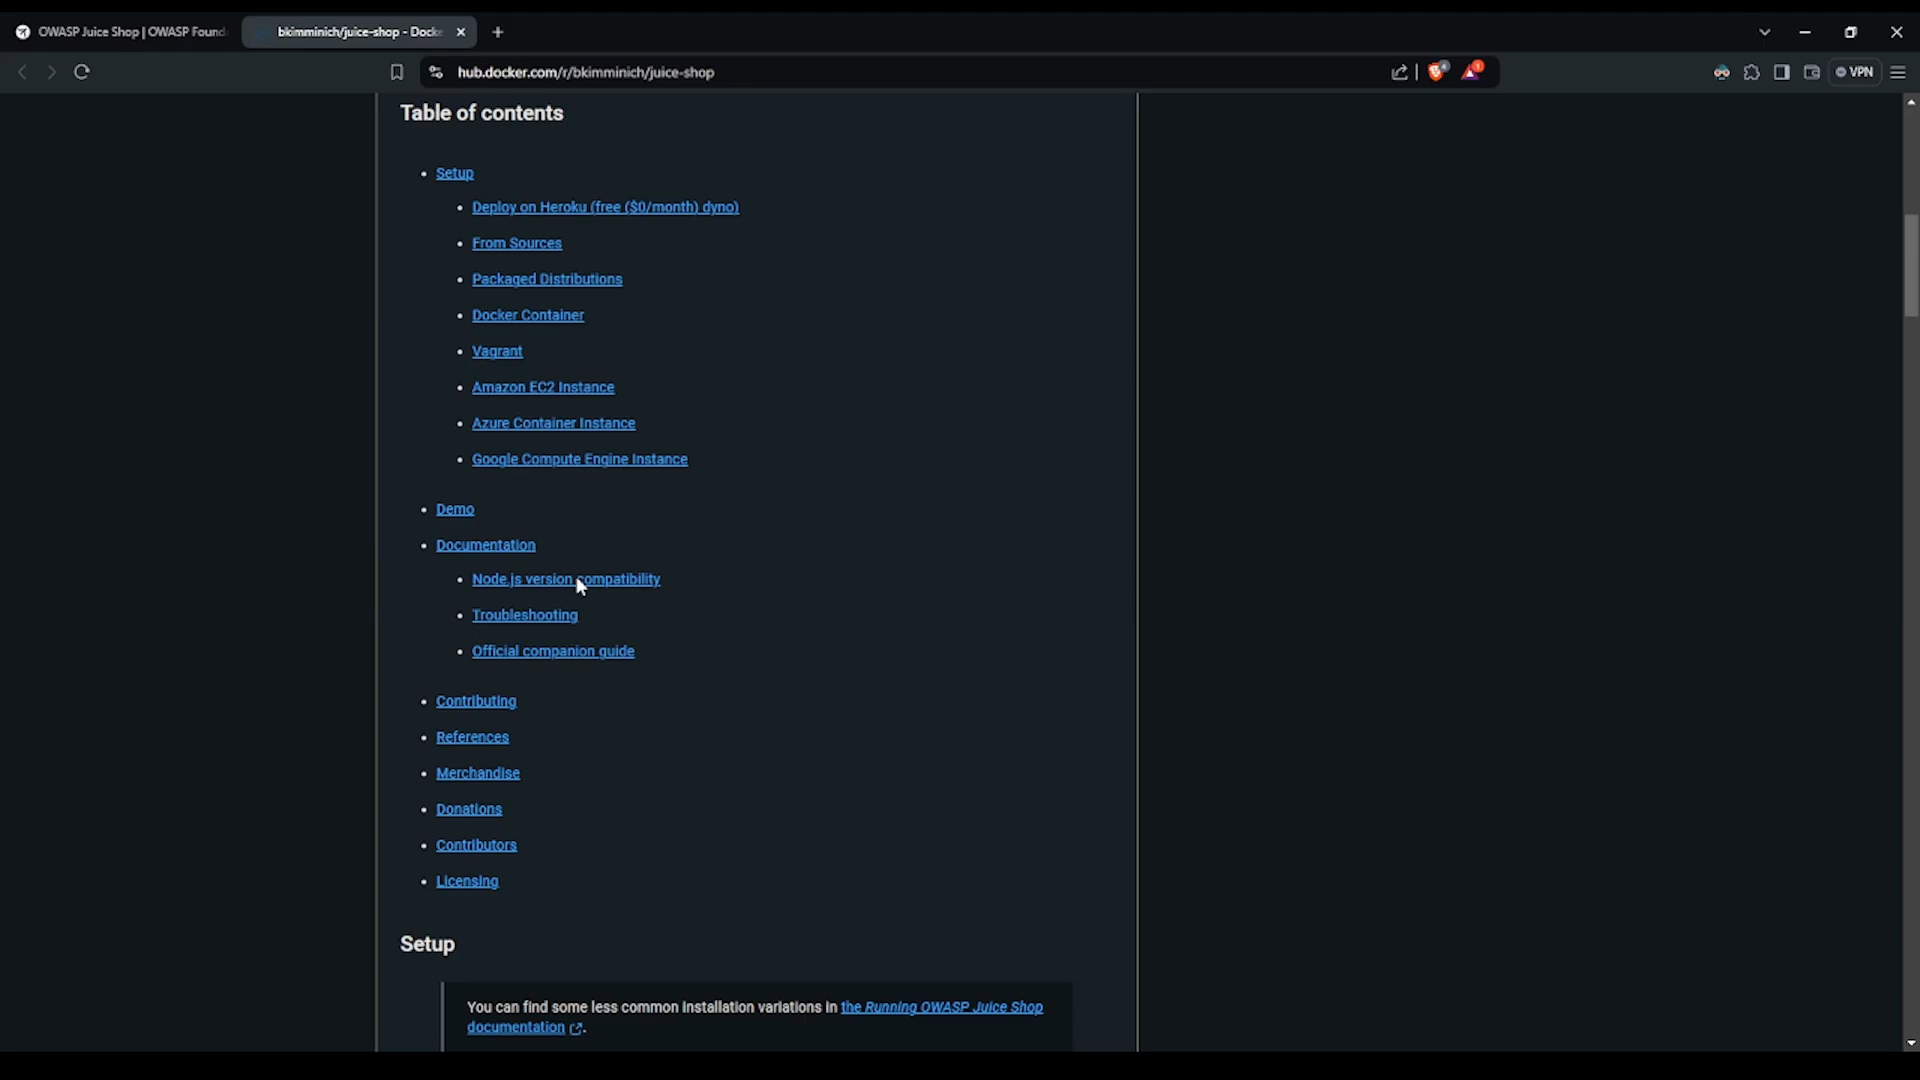 OWASP Juice Shop | OWASP Found
bkimminich/juice-shop - Docke
hub.docker.com/r/bkimminich/juice-shop
1
VPN
Table of contents
Setup
Deploy on Heroku (free ($0/month) dyno)
From Sources
Packaged Distributions
Docker Container
Vagrant
Amazon EC2 Instance
Azure Container Instance
Google Compute Engine Instance
Demo
Documentation
Node.js version compatibility
Troubleshooting
Official companion guide
Contributing
References
Merchandise
Donations
Contributors
Licensing
Setup
You can find some less common installation variations in the Running OWASP Juice Shop
documentation.